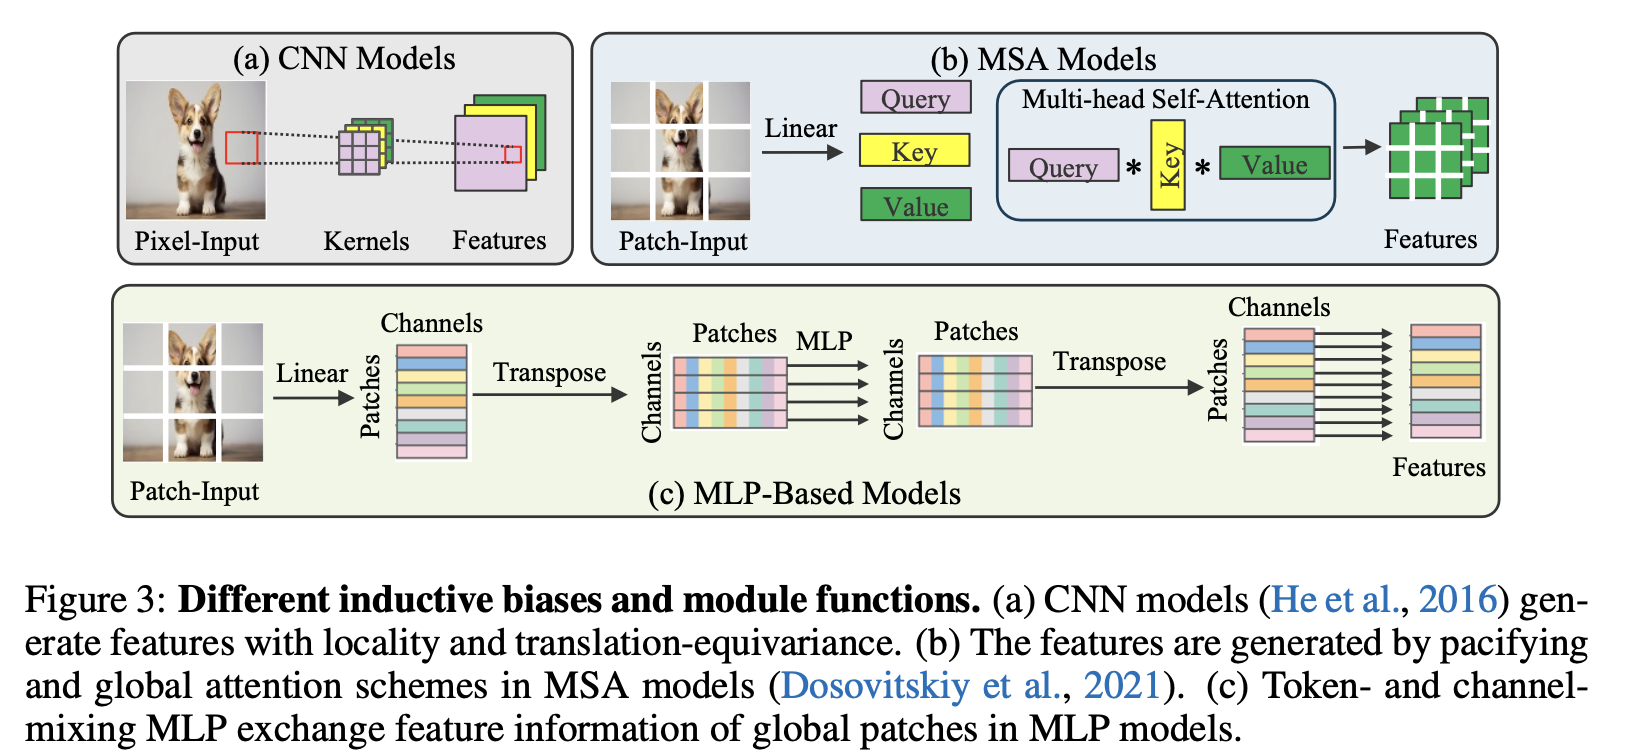 (a) CNN Models
Pixel-Input
Kernels
Features
(b) MSA Models
Patch-Input
Linear
Query
Key
Value
Multi-head Self-Attention
Query * Key * Value
Features
Patch-Input
Linear
Channels
Patches
Transpose
Patches
Channels
MLP
Patches
Channels
Transpose
Channels
Patches
Features
(c) MLP-Based Models
Figure 3: Different inductive biases and module functions. (a) CNN models (He et al., 2016) gen-
erate features with locality and translation-equivariance. (b) The features are generated by pacifying
and global attention schemes in MSA models (Dosovitskiy et al., 2021). (c) Token- and channel-
mixing MLP exchange feature information of global patches in MLP models.